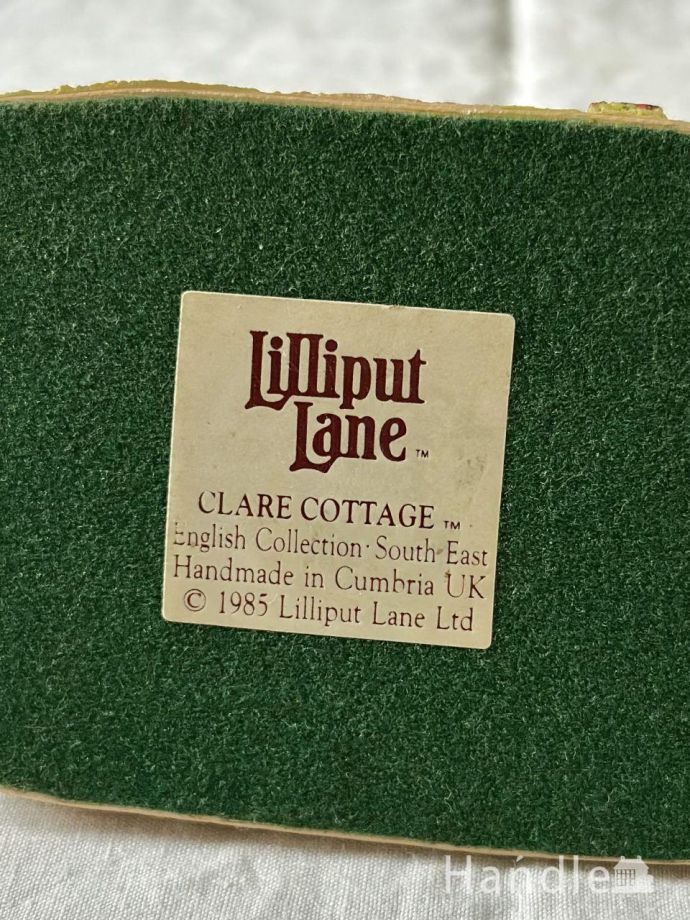 Lilliput
Lane™
CLARE COTTAGE™
English Collection · South East
Handmade in Cumbria UK
© 1985 Lilliput Lane Ltd
Handle